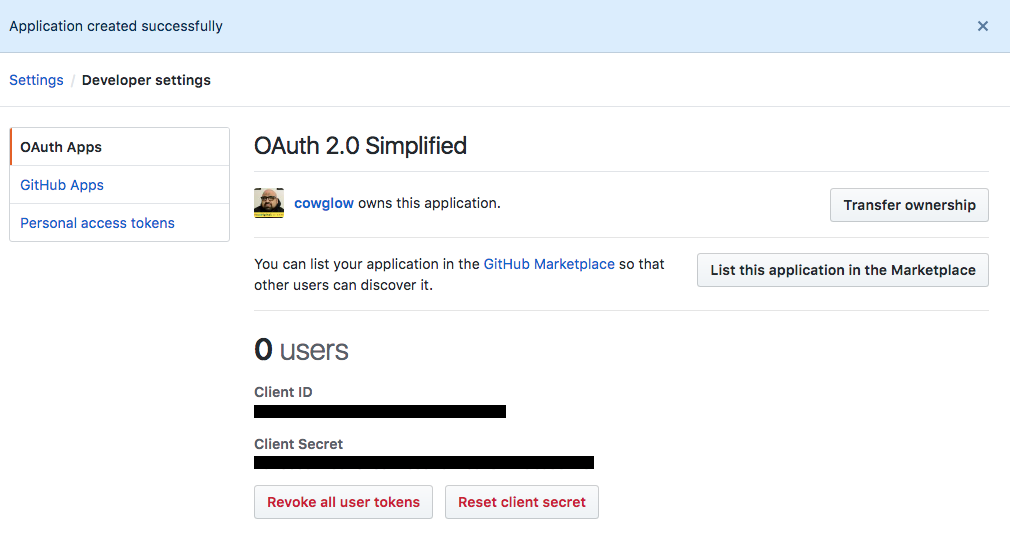 Application created successfully
Settings / Developer settings
OAuth Apps
GitHub Apps
Personal access tokens
OAuth 2.0 Simplified
cowglow owns this application.
Transfer ownership
You can list your application in the GitHub Marketplace so that
other users can discover it.
List this application in the Marketplace
0 users
Client ID
Client Secret
Revoke all user tokens
Reset client secret